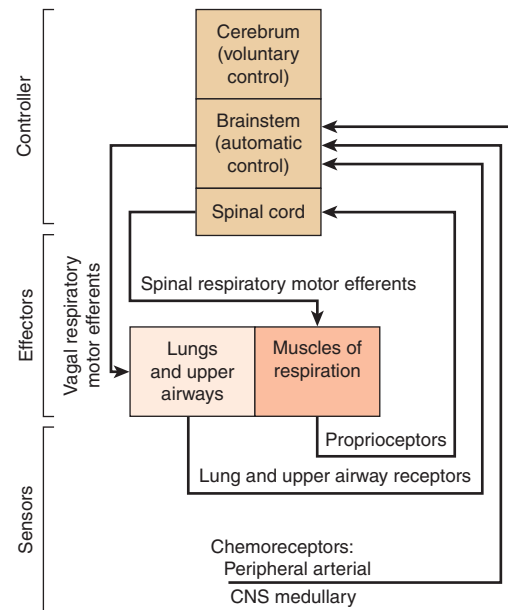 Controller
Cerebrum
(voluntary
control)
Brainstem
(automatic
control)
Spinal cord
Effectors
Vagal respiratory
motor efferents
Spinal respiratory motor efferents
Lungs
and upper
airways
Muscles of
respiration
Sensors
Proprioceptors
Lung and upper airway receptors
Chemoreceptors:
Peripheral arterial
CNS medullary